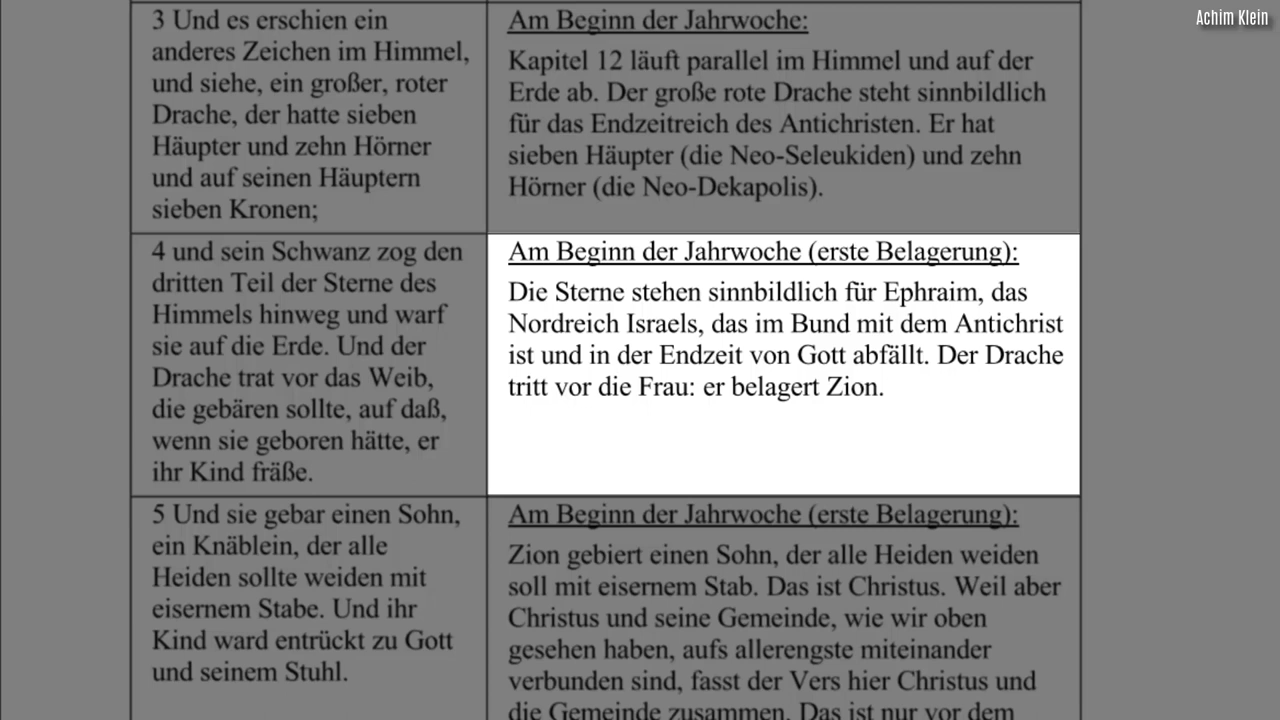 Achim Klein
3 Und es erschien ein
anderes Zeichen im Himmel,
und siehe, ein großer, roter
Drache, der hatte sieben
Häupter und zehn Hörner
und auf seinen Häuptern
sieben Kronen;
Am Beginn der Jahrwoche:
Kapitel 12 läuft parallel im Himmel und auf der
Erde ab. Der große rote Drache steht sinnbildlich
für das Endzeitreich des Antichristen. Er hat
sieben Häupter (die Neo-Seleukiden) und zehn
Hörner (die Neo-Dekapolis).
4 und sein Schwanz zog den
dritten Teil der Sterne des
Himmels hinweg und warf
sie auf die Erde. Und der
Drache trat vor das Weib,
die gebären sollte, auf daß,
wenn sie geboren hätte, er
ihr Kind fräße.
Am Beginn der Jahrwoche (erste Belagerung):
Die Sterne stehen sinnbildlich für Ephraim, das
Nordreich Israels, das im Bund mit dem Antichrist
ist und in der Endzeit von Gott abfällt. Der Drache
tritt vor die Frau: er belagert Zion.
5 Und sie gebar einen Sohn,
ein Knäblein, der alle
Heiden sollte weiden mit
eisernem Stabe. Und ihr
Kind ward entrückt zu Gott
und seinem Stuhl.
Am Beginn der Jahrwoche (erste Belagerung):
Zion gebiert einen Sohn, der alle Heiden weiden
soll mit eisernem Stab. Das ist Christus. Weil aber
Christus und seine Gemeinde, wie wir oben
gesehen haben, aufs allerengste miteinander
verbunden sind, fasst der Vers hier Christus und
die Gemeinde zusammen. Das ist nur vor dem